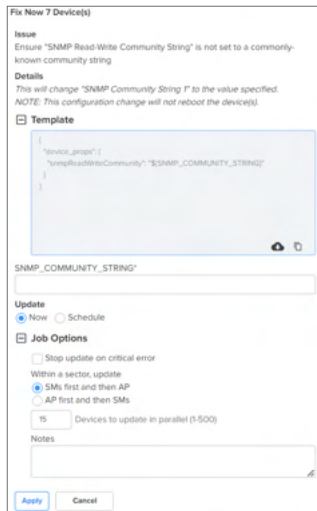 Fix Now 7 Device(s)
Issue
Ensure "SNMP Read-Write Community String" is not set to a commonly-
known community string
Details
This will change "SNMP Community String 1" to the value specified.
NOTE: This configuration change will not reboot the device(s).
Template
{
"device_props": {
"snmpReadWriteCommunity": "${SNMP_COMMUNITY_STRING}"
}
}
SNMP_COMMUNITY_STRING*
Update
Now Schedule
Job Options
Stop update on critical error
Within a sector, update
SMs first and then AP
AP first and then SMs
15 Devices to update in parallel (1-500)
Notes
Apply Cancel